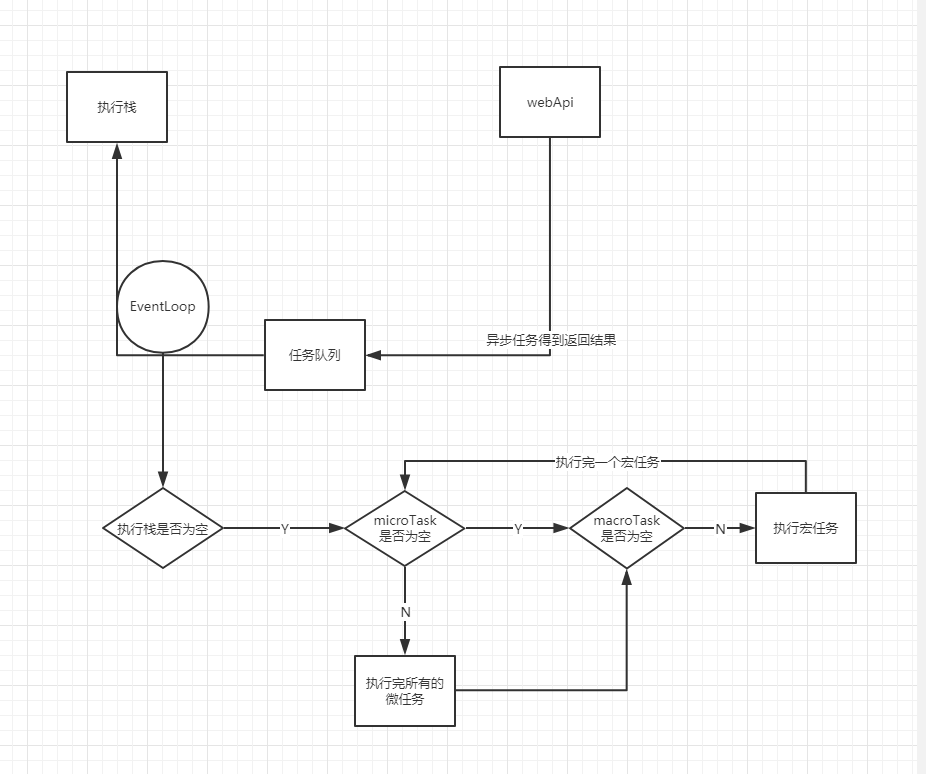 执行栈
webApi
EventLoop
异步任务得到返回结果
任务队列
执行完一个宏任务
执行栈是否为空
Y
microTask
是否为空
Y
macroTask
是否为空
N
执行宏任务
N
执行完所有的
微任务